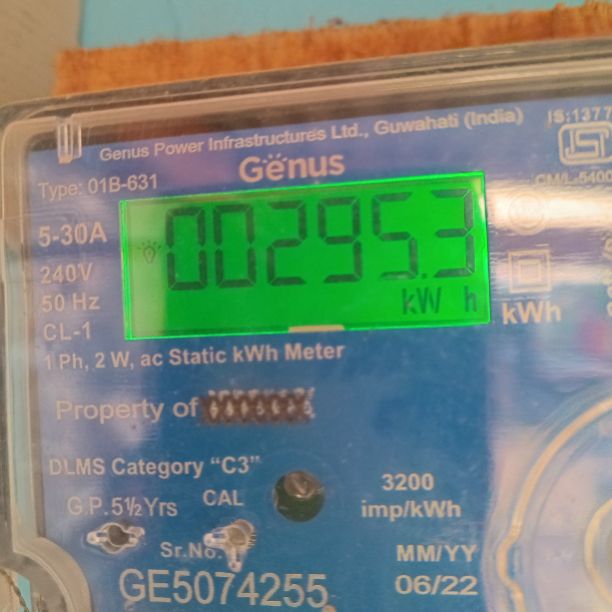 Genus Power Infrastructures Ltd., Guwahati (India)
IS:1377
Genus
Type: 01B-631
5-30A
240V
50 Hz
CL-1
00295.3
kW h
kWh
1 Ph, 2 W, ac Static kWh Meter
Property of
DLMS Category "C3"
G.P.5½Yrs
CAL
3200
imp/kWh
Sr.No.
GE5074255
MM/YY
06/22